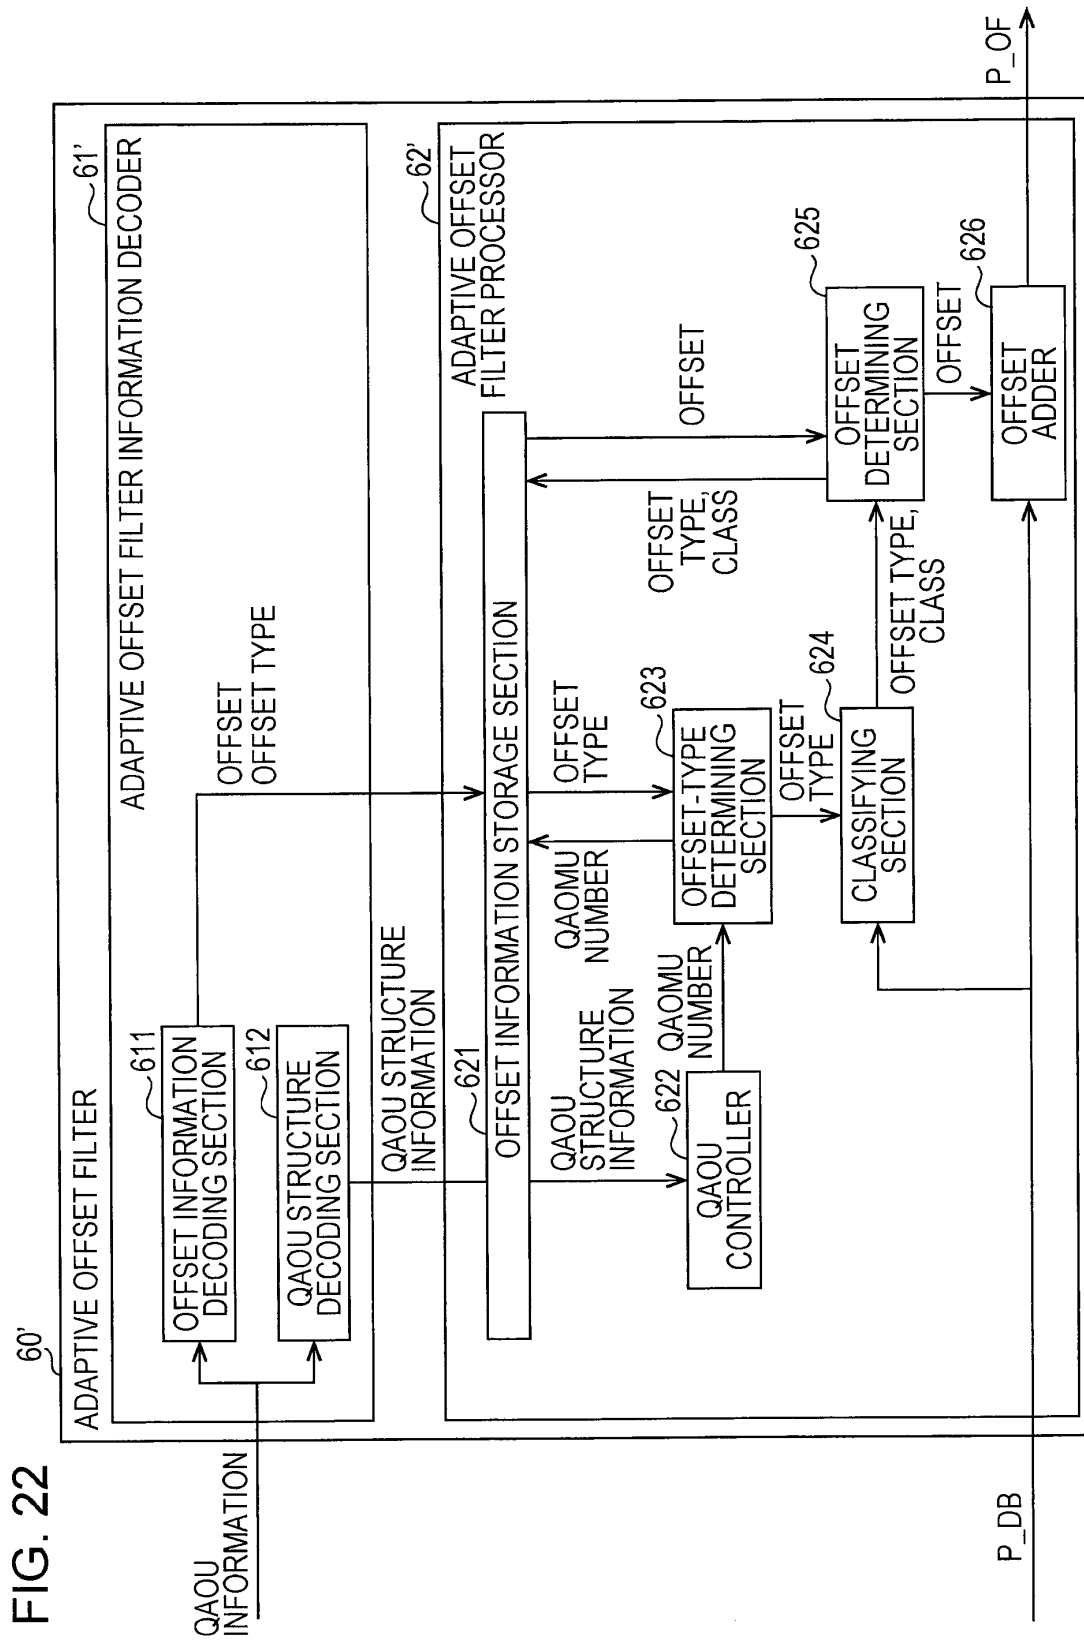 FIG. 22
60'
ADAPTIVE OFFSET FILTER
QAOU
INFORMATION
61'
ADAPTIVE OFFSET FILTER INFORMATION DECODER
611
OFFSET INFORMATION
DECODING SECTION
612
QAOU STRUCTURE
DECODING SECTION
OFFSET
OFFSET TYPE
QAOU STRUCTURE
INFORMATION
62'
ADAPTIVE OFFSET
FILTER PROCESSOR
621
OFFSET INFORMATION STORAGE SECTION
QAOU
STRUCTURE
INFORMATION
QAOMU
NUMBER
OFFSET
TYPE
OFFSET
TYPE,
CLASS
OFFSET
622
QAOU
CONTROLLER
QAOMU
NUMBER
623
OFFSET-TYPE
DETERMINING
SECTION
OFFSET
TYPE
624
CLASSIFYING
SECTION
OFFSET TYPE,
CLASS
625
OFFSET
DETERMINING
SECTION
OFFSET
626
OFFSET
ADDER
P_DB
P_OF